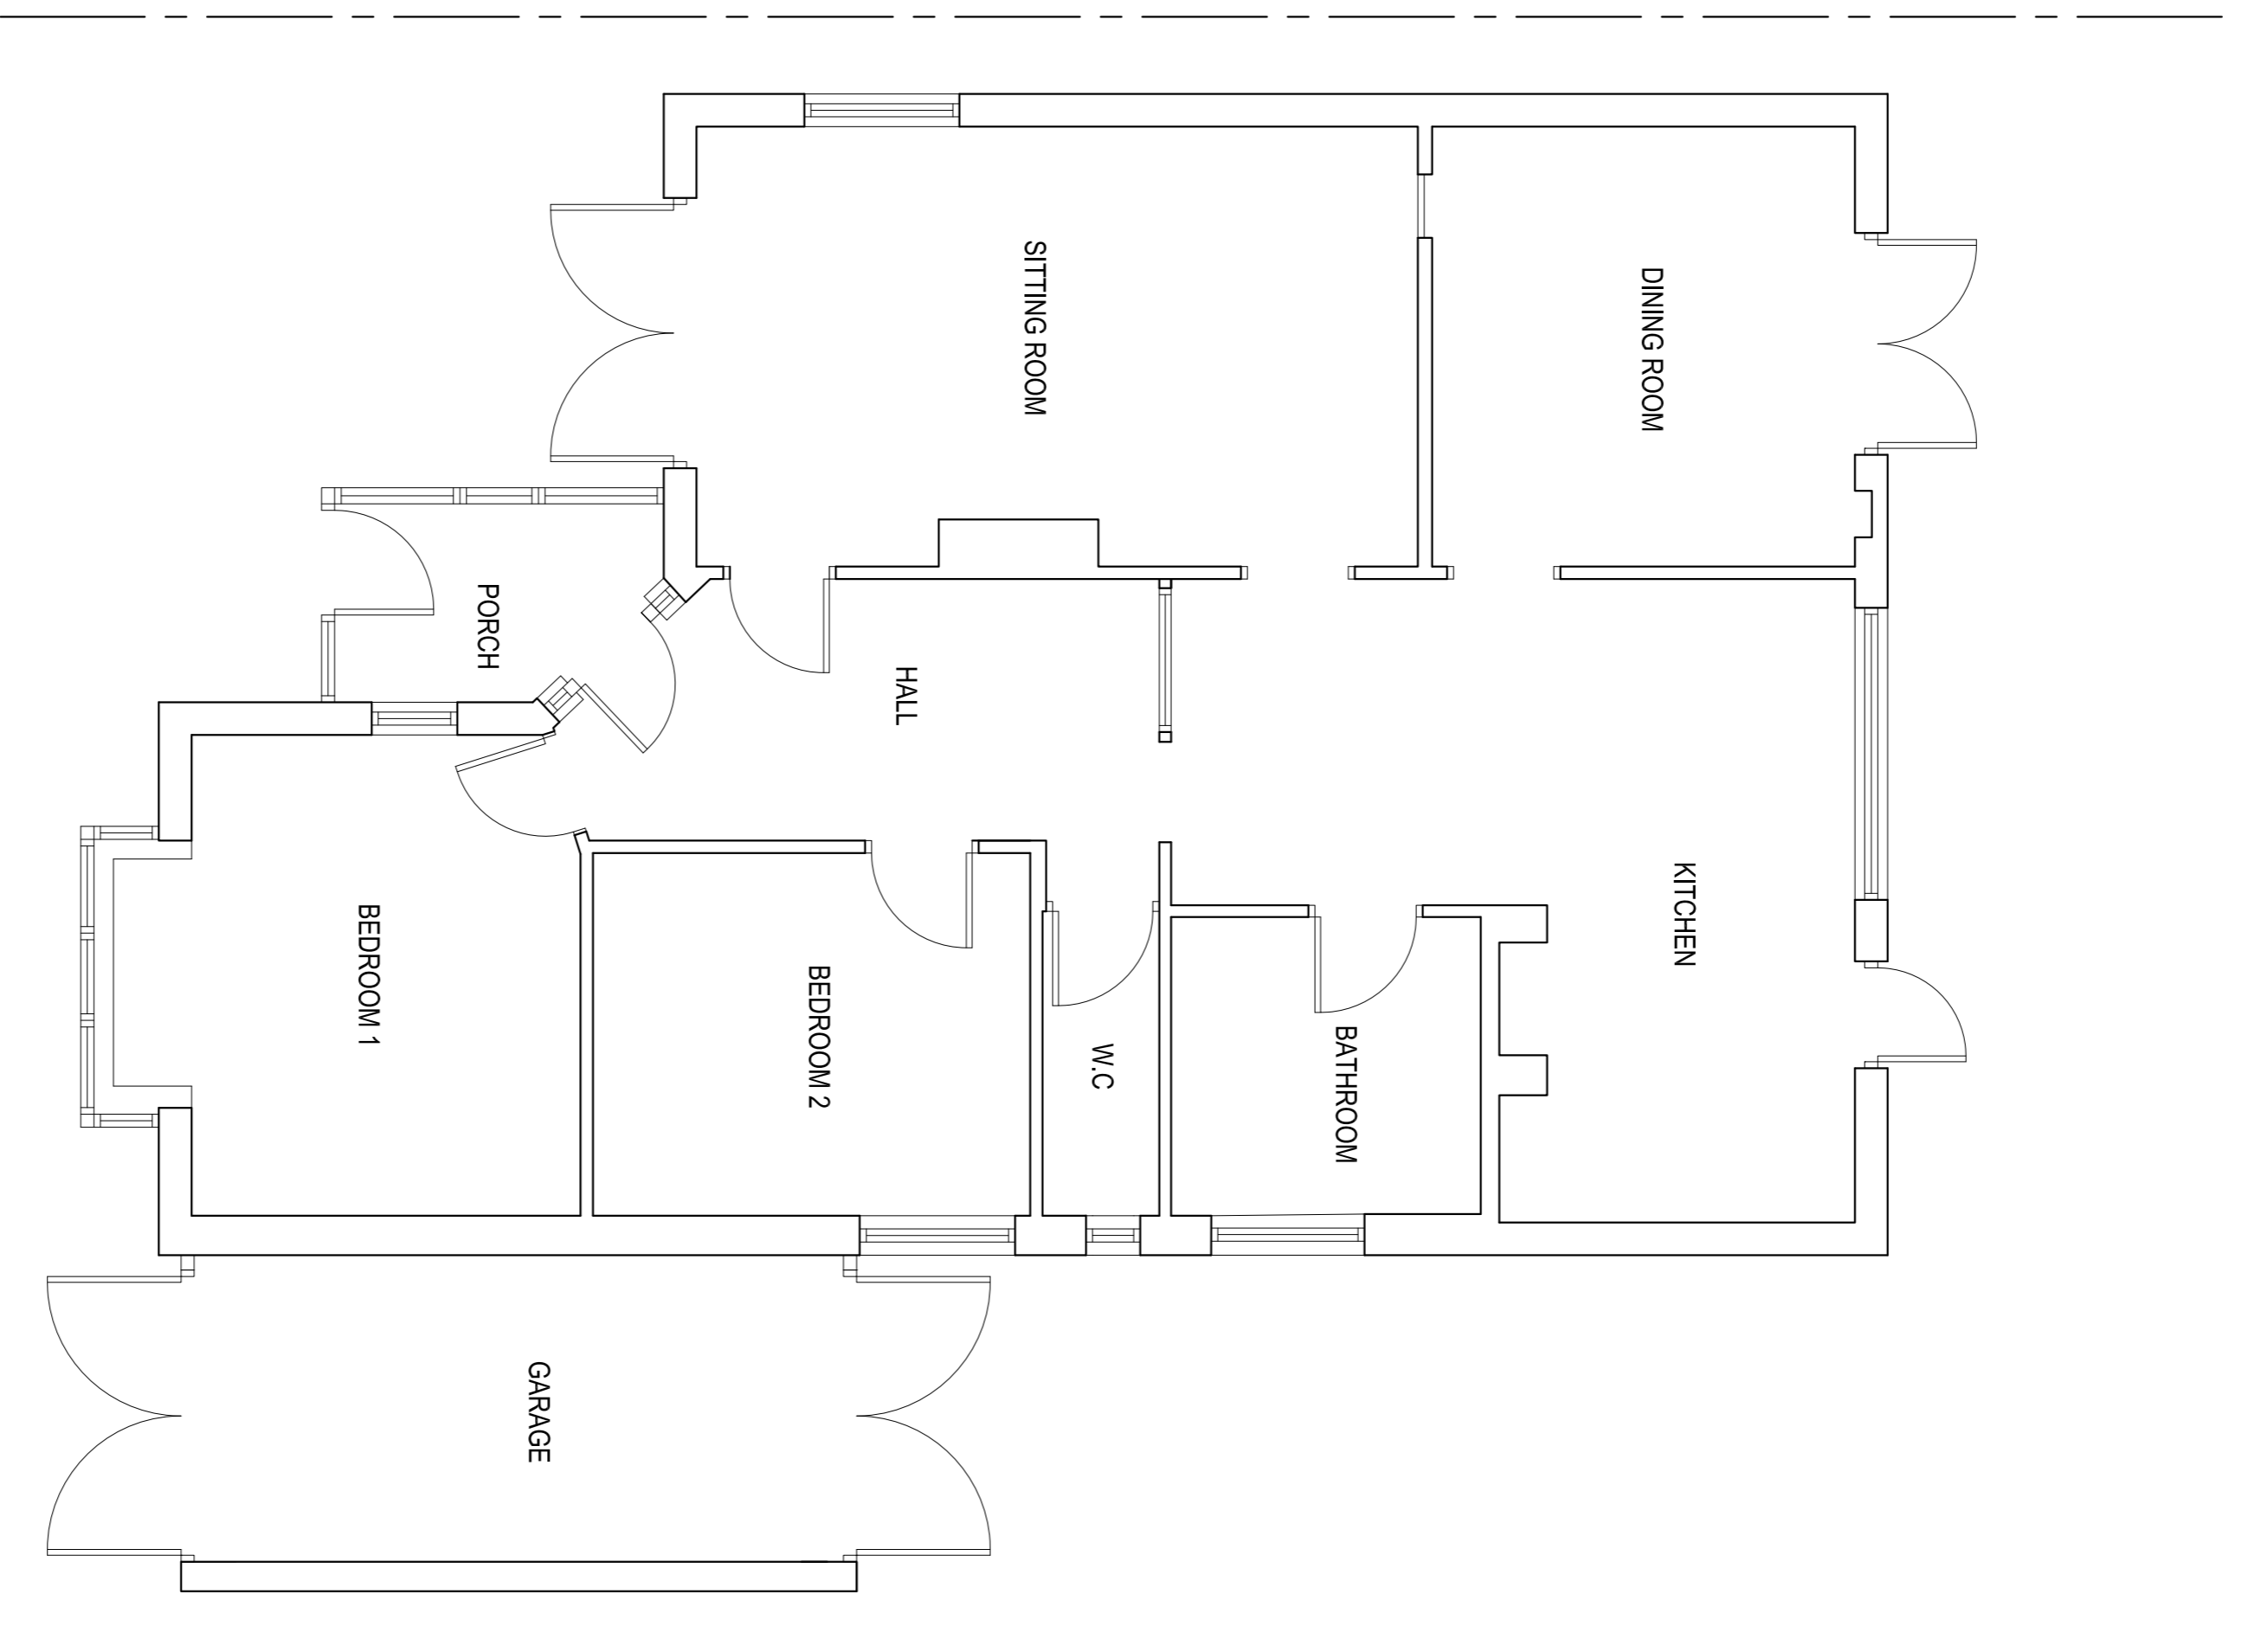 DINING ROOM
SITTING ROOM
PORCH
HALL
KITCHEN
BEDROOM 1
BEDROOM 2
W.C
BATHROOM
GARAGE